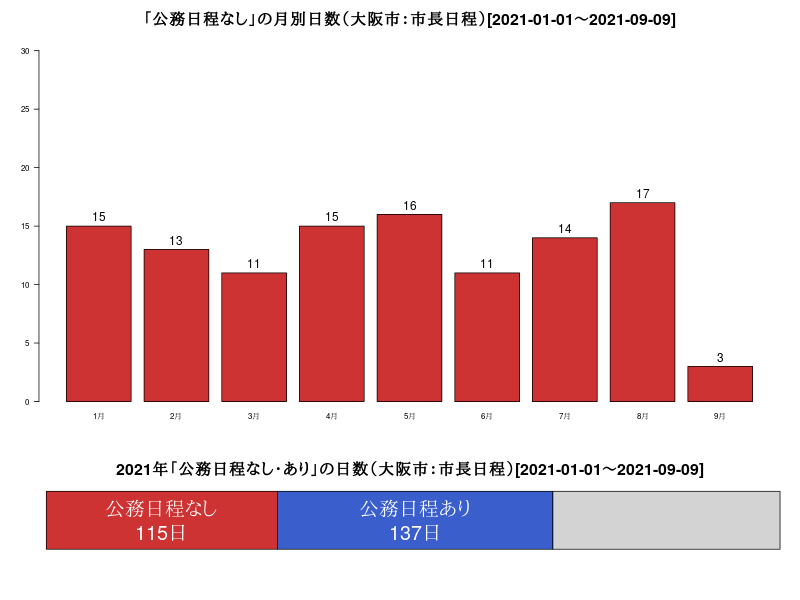 「公務日程なし」の月別日数（大阪市：市長日程）[2021-01-01～2021-09-09]
30
25
20
15
10
5
0
15
13
11
15
16
11
14
17
3
1月
2月
3月
4月
5月
6月
7月
8月
9月
2021年「公務日程なし・あり」の日数（大阪市：市長日程）[2021-01-01～2021-09-09]
公務日程なし
115日
公務日程あり
137日